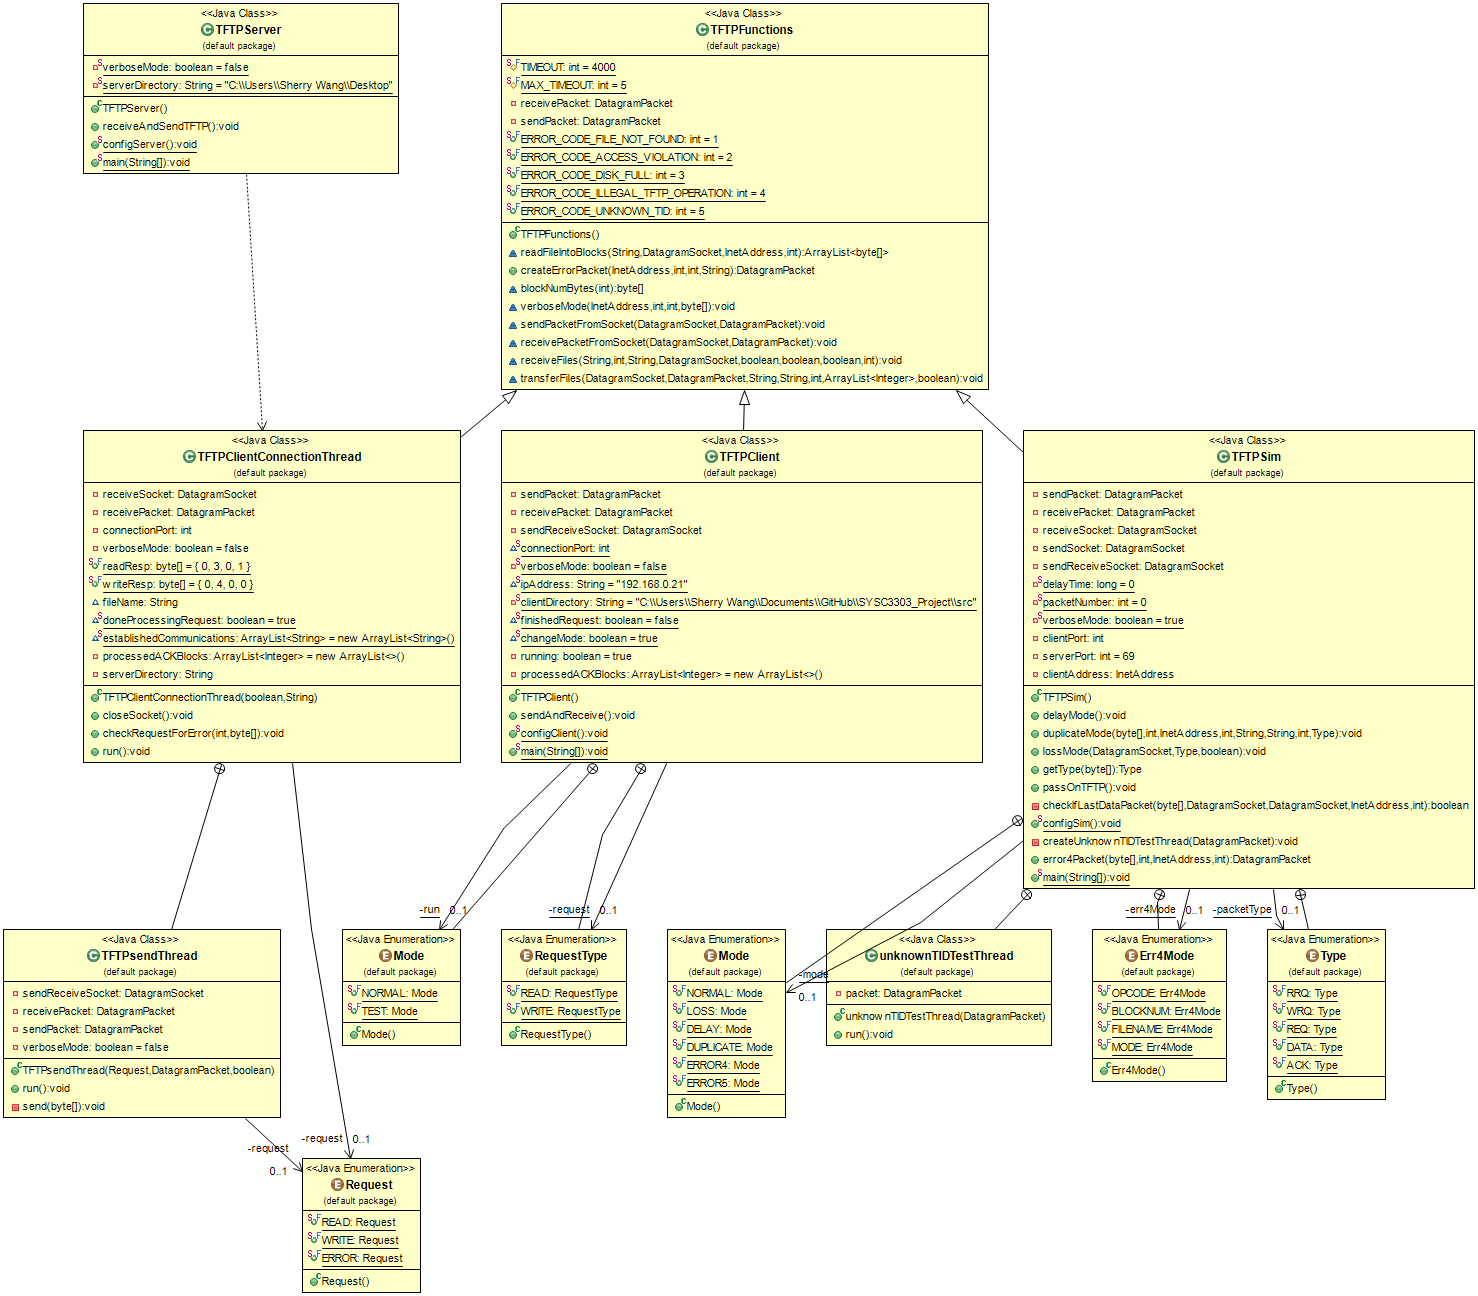 <<Java Class>>
TFTPServer
(default package)
verboseMode: boolean = false
serverDirectory: String = "C:\\Users\\Sherry Wang\\Desktop"
TFTPServer()
receiveAndSendTFTP():void
configServer():void
main(String[]):void
<<Java Class>>
TFTPFunctions
(default package)
TIMEOUT: int = 4000
MAX_TIMEOUT: int = 5
receivePacket: DatagramPacket
sendPacket: DatagramPacket
ERROR_CODE_FILE_NOT_FOUND: int = 1
ERROR_CODE_ACCESS_VIOLATION: int = 2
ERROR_CODE_DISK_FULL: int = 3
ERROR_CODE_ILLEGAL_TFTP_OPERATION: int = 4
ERROR_CODE_UNKNOWN_TID: int = 5
TFTPFunctions()
readFileIntoBlocks(String,DatagramSocket,InetAddress,int):ArrayList<byte[]>
createErrorPacket(InetAddress,int,int,String):DatagramPacket
blockNumBytes(int):byte[]
verboseMode(InetAddress,int,int,byte[]):void
sendPacketFromSocket(DatagramSocket,DatagramPacket):void
receivePacketFromSocket(DatagramSocket,DatagramPacket):void
receiveFiles(String,int,String,DatagramSocket,boolean,boolean,boolean,int):void
transferFiles(DatagramSocket,DatagramPacket,String,String,int,ArrayList<Integer>,boolean):void
<<Java Class>>
TFTPClientConnectionThread
(default package)
receiveSocket: DatagramSocket
receivePacket: DatagramPacket
connectionPort: int
verboseMode: boolean = false
readResp: byte[] = { 0, 3, 0, 1 }
writeResp: byte[] = { 0, 4, 0, 0 }
fileName: String
doneProcessingRequest: boolean = true
establishedCommunications: ArrayList<String> = new ArrayList<String>()
processedACKBlocks: ArrayList<Integer> = new ArrayList<>()
serverDirectory: String
TFTPClientConnectionThread(boolean,String)
closeSocket():void
checkRequestForError(int,byte[]):void
run():void
<<Java Class>>
TFTPClient
(default package)
sendPacket: DatagramPacket
receivePacket: DatagramPacket
sendReceiveSocket: DatagramSocket
connectionPort: int
verboseMode: boolean = false
ipAddress: String = "192.168.0.21"
clientDirectory: String = "C:\\Users\\Sherry Wang\\Documents\\GitHub\\SYSC3303_Project\\src"
finishedRequest: boolean = false
changeMode: boolean = true
running: boolean = true
processedACKBlocks: ArrayList<Integer> = new ArrayList<>()
TFTPClient()
sendAndReceive():void
configClient():void
main(String[]):void
<<Java Class>>
TFTPSim
(default package)
sendPacket: DatagramPacket
receivePacket: DatagramPacket
receiveSocket: DatagramSocket
sendSocket: DatagramSocket
sendReceiveSocket: DatagramSocket
delayTime: long = 0
packetNumber: int = 0
verboseMode: boolean = true
clientPort: int
serverPort: int = 69
clientAddress: InetAddress
TFTPSim()
delayMode():void
duplicateMode(byte[],int,InetAddress,int,String,String,int,Type):void
lossMode(DatagramSocket,Type,boolean):void
getType(byte[]):Type
passOnTFTP():void
checkIfLastDataPacket(byte[],DatagramSocket,DatagramSocket,InetAddress,int):boolean
configSim():void
createUnknownTIDTestThread(DatagramPacket):void
error4Packet(byte[],int,InetAddress,int):DatagramPacket
main(String[]):void
-run 0..1
-request 0..1
-err4Mode 0..1
-packetType 0..1
<<Java Class>>
TFTPsendThread
(default package)
sendReceiveSocket: DatagramSocket
receivePacket: DatagramPacket
sendPacket: DatagramPacket
verboseMode: boolean = false
TFTPsendThread(Request,DatagramPacket,boolean)
run():void
send(byte[]):void
<<Java Enumeration>>
Mode
(default package)
NORMAL: Mode
TEST: Mode
Mode()
<<Java Enumeration>>
RequestType
(default package)
READ: RequestType
WRITE: RequestType
RequestType()
<<Java Enumeration>>
Mode
(default package)
NORMAL: Mode
LOSS: Mode
DELAY: Mode
DUPLICATE: Mode
ERROR4: Mode
ERROR5: Mode
Mode()
-mode
0..1
<<Java Class>>
unknownTIDTestThread
(default package)
packet: DatagramPacket
unknownTIDTestThread(DatagramPacket)
run():void
<<Java Enumeration>>
Err4Mode
(default package)
OPCODE: Err4Mode
BLOCKNUM: Err4Mode
FILENAME: Err4Mode
MODE: Err4Mode
Err4Mode()
<<Java Enumeration>>
Type
(default package)
RRQ: Type
WRQ: Type
REQ: Type
DATA: Type
ACK: Type
Type()
-request 0..1
-request
0..1
<<Java Enumeration>>
Request
(default package)
READ: Request
WRITE: Request
ERROR: Request
Request()